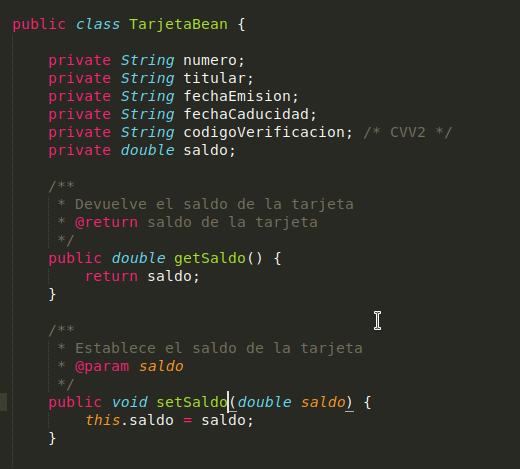 public class TarjetaBean {
private String numero;
private String titular;
private String fechaEmision;
private String fechaCaducidad;
private String codigoVerificacion; /* CVV2 */
private double saldo;
/**
* Devuelve el saldo de la tarjeta
* @return saldo de la tarjeta
*/
public double getSaldo() {
return saldo;
}
/**
* Establece el saldo de la tarjeta
* @param saldo
*/
public void setSaldo(double saldo) {
this.saldo = saldo;
}